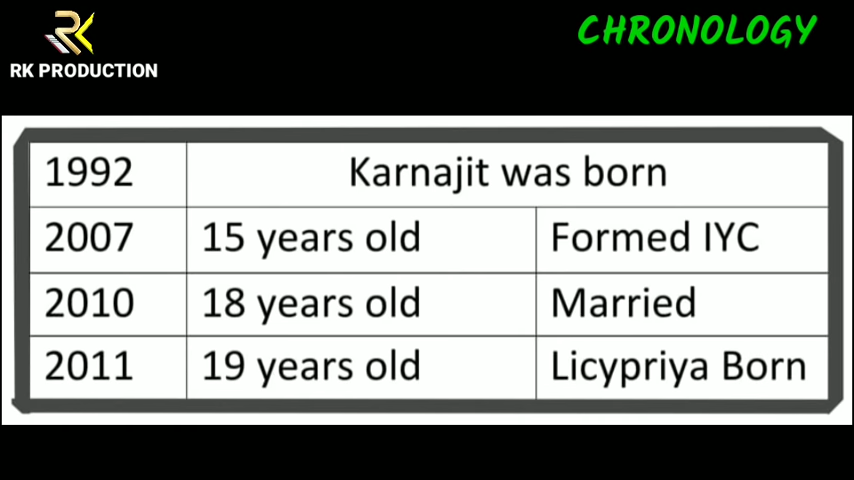 RK
RK PRODUCTION
CHRONOLOGY
1992 Karnajit was born
2007 15 years old Formed IYC
2010 18 years old Married
2011 19 years old Licypriya Born